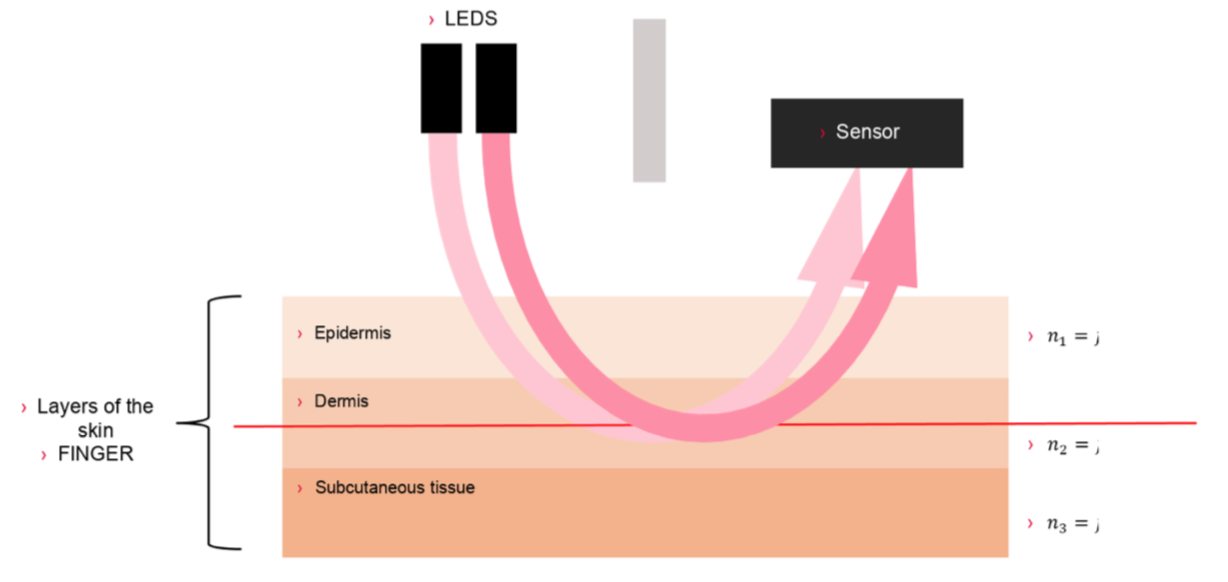 › LEDS
› Sensor
› Epidermis
› n₁ = j
› Dermis
› Layers of the
skin
› FINGER
› n₂ = j
› Subcutaneous tissue
› n₃ = j